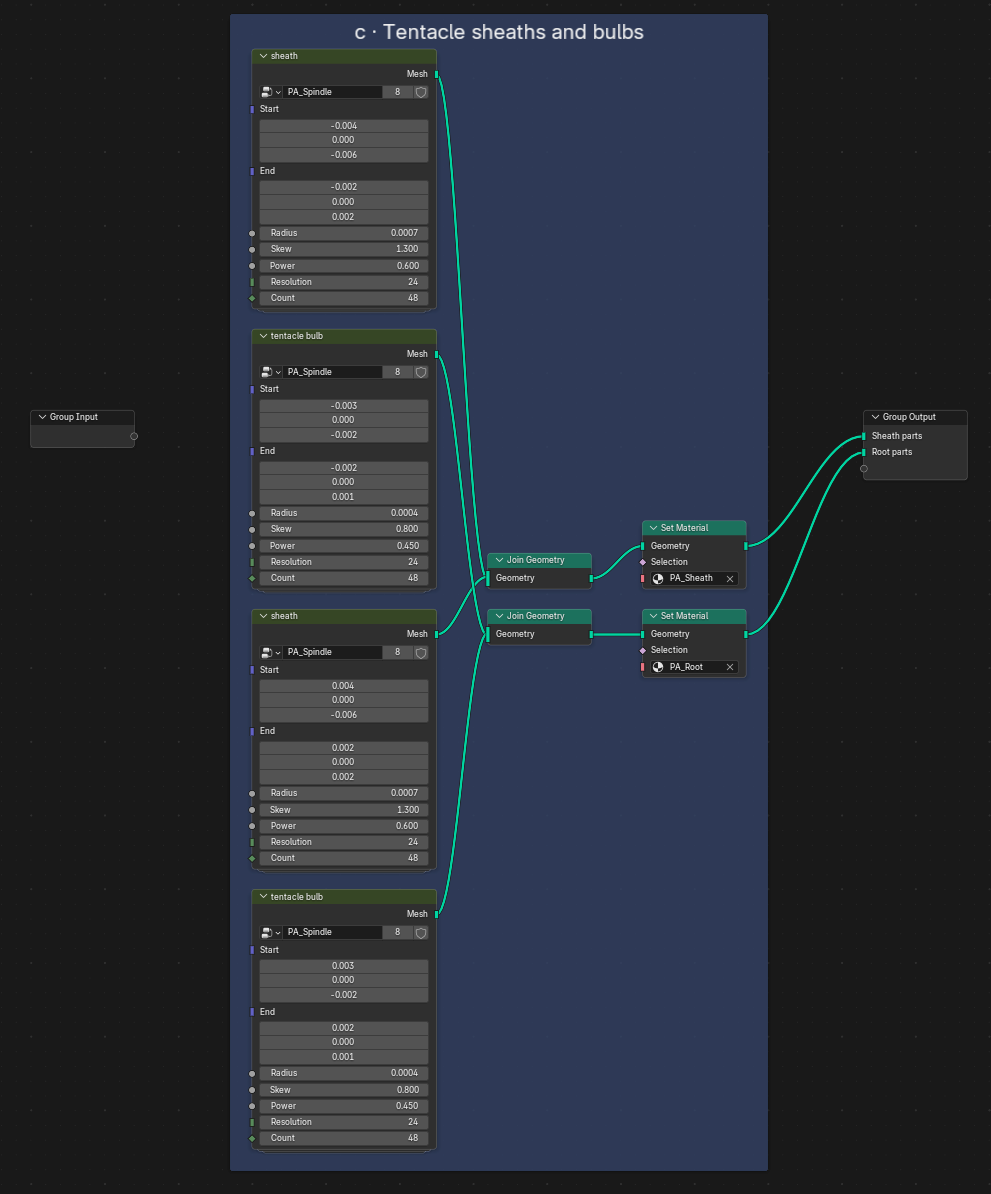 c · Tentacle sheaths and bulbs
sheath
Mesh
PA_Spindle 8
Start
-0.004
0.000
-0.006
End
-0.002
0.000
0.002
Radius 0.0007
Skew 1.300
Power 0.600
Resolution 24
Count 48
tentacle bulb
Mesh
PA_Spindle 8
Start
-0.003
0.000
-0.002
End
-0.002
0.000
0.001
Radius 0.0004
Skew 0.800
Power 0.450
Resolution 24
Count 48
sheath
Mesh
PA_Spindle 8
Start
0.004
0.000
-0.006
End
0.002
0.000
0.002
Radius 0.0007
Skew 1.300
Power 0.600
Resolution 24
Count 48
tentacle bulb
Mesh
PA_Spindle 8
Start
0.003
0.000
-0.002
End
0.002
0.000
0.001
Radius 0.0004
Skew 0.800
Power 0.450
Resolution 24
Count 48
Group Input
Join Geometry
Geometry
Join Geometry
Geometry
Set Material
Geometry
Selection
PA_Sheath
Set Material
Geometry
Selection
PA_Root
Group Output
Sheath parts
Root parts